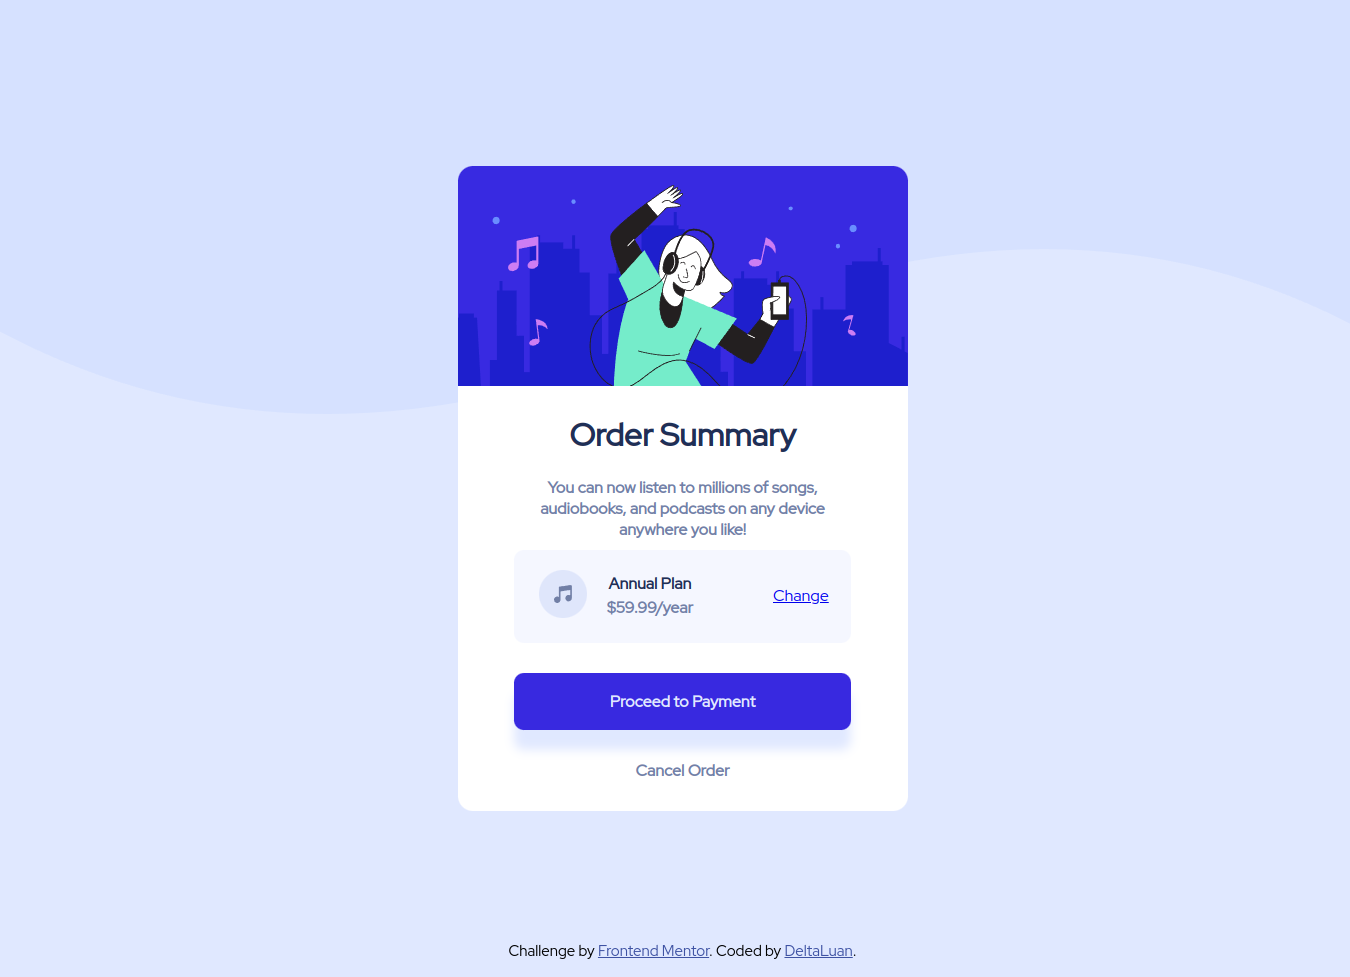 Order Summary
You can now listen to millions of songs,
audiobooks, and podcasts on any device
anywhere you like!
Annual Plan
$59.99/year
Change
Proceed to Payment
Cancel Order
Challenge by Frontend Mentor. Coded by DeltaLuan.